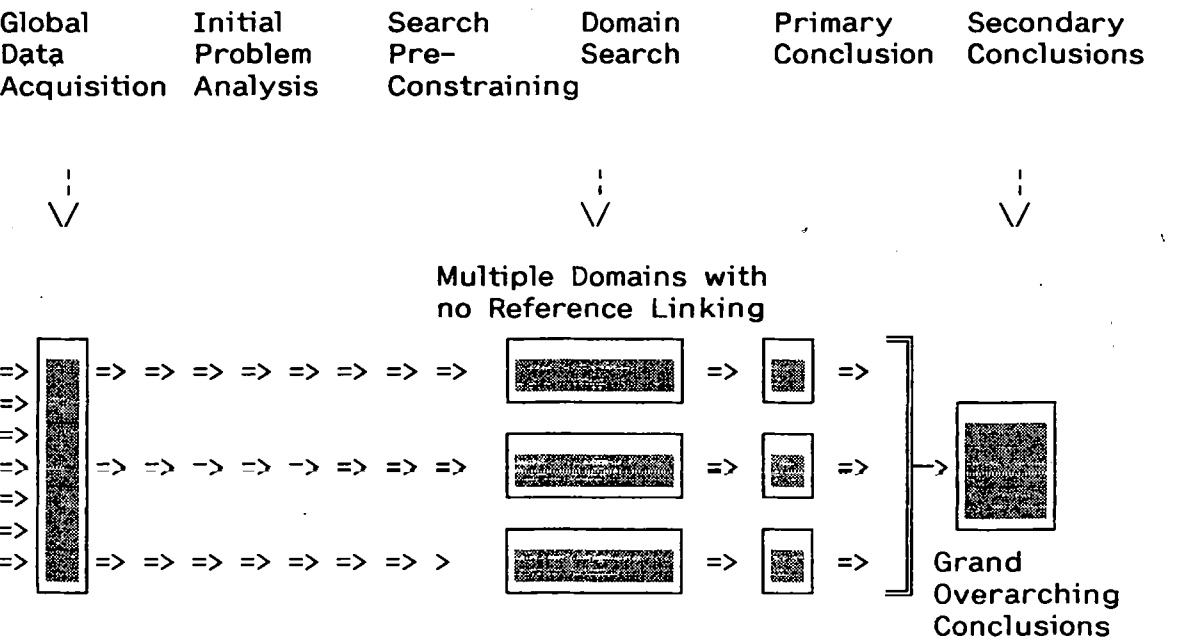 Global Data Acquisition
Initial Problem Analysis
Search Pre-Constraining
Domain Search
Primary Conclusion
Secondary Conclusions
Multiple Domains with
no Reference Linking
Grand
Overarching
Conclusions